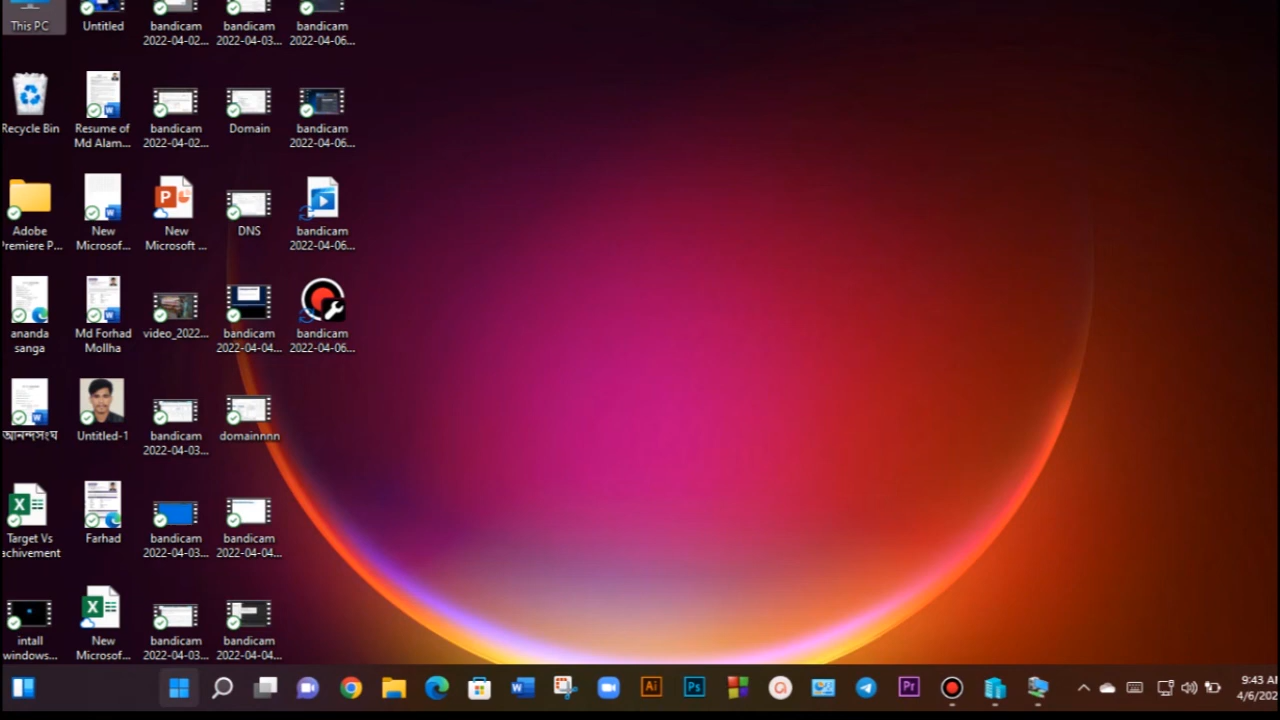 This PC
Untitled
bandicam
2022-04-02...
bandicam
2022-04-03...
bandicam
2022-04-06...
Recycle Bin
Resume of
Md Alam...
bandicam
2022-04-02...
Domain
bandicam
2022-04-06...
Adobe
Premiere P...
New
Microsof...
New
Microsoft ...
DNS
bandicam
2022-04-06...
ananda
sanga
Md Forhad
Mollha
video_2022...
bandicam
2022-04-04...
bandicam
2022-04-06...
আনন্দসংঘ
Untitled-1
bandicam
2022-04-03...
domainnnn
Target Vs
achivement
Farhad
bandicam
2022-04-03...
bandicam
2022-04-04...
intall
windows...
New
Microsof...
bandicam
2022-04-03...
bandicam
2022-04-04...
Ai
Ps
Pr
9:43 AM
4/6/202